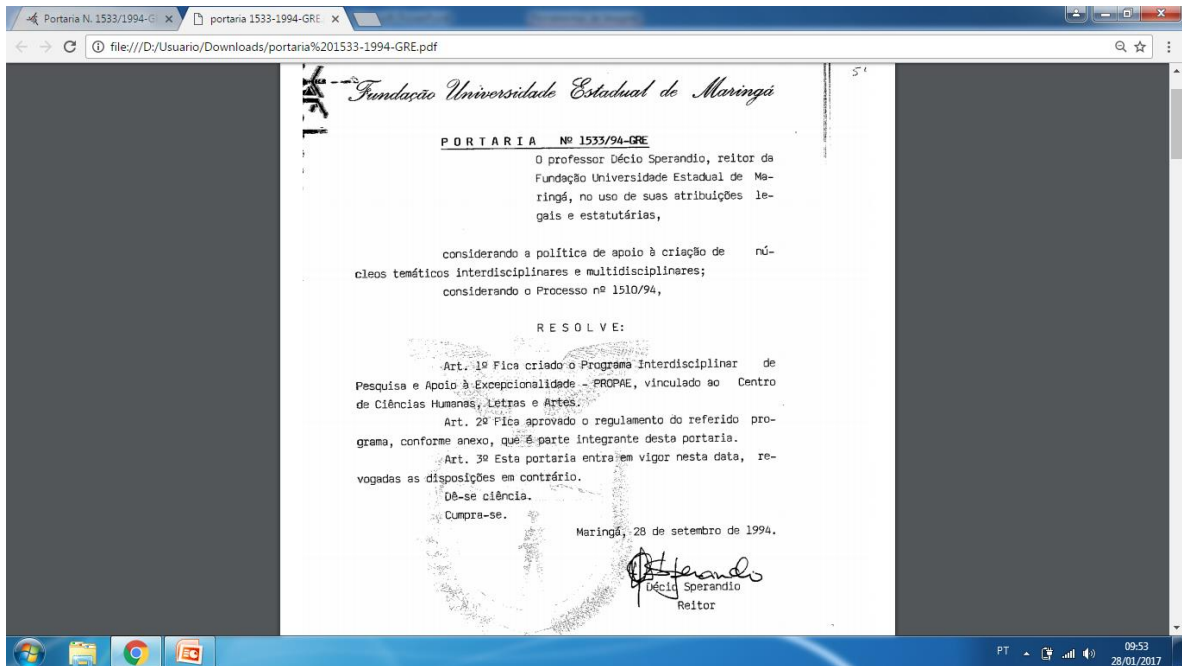 Portaria N. 1533/1994-G
portaria 1533-1994-GRE.
file:///D:/Usuario/Downloads/portaria%201533-1994-GRE.pdf
Fundação Universidade Estadual de Maringá
PORTARIA Nº 1533/94-GRE
O professor Décio Sperandio, reitor da
Fundação Universidade Estadual de Ma-
ringá, no uso de suas atribuições le-
gais e estatutárias,
considerando a política de apoio à criação de nú-
cleos temáticos interdisciplinares e multidisciplinares;
considerando o Processo nº 1510/94,
RESOLVE:
Art. 1º Fica criado o Programa Interdisciplinar de
Pesquisa e Apoio à Excepcionalidade - PROPAE, vinculado ao Centro
de Ciências Humanas, Letras e Artes.
Art. 2º Fica aprovado o regulamento do referido pro-
grama, conforme anexo, que é parte integrante desta portaria.
Art. 3º Esta portaria entra em vigor nesta data, re-
vogadas as disposições em contrário.
Dê-se ciência.
Cumpra-se.
Maringá, 28 de setembro de 1994.
Décio Sperandio
Reitor
PT
09:53
28/01/2017